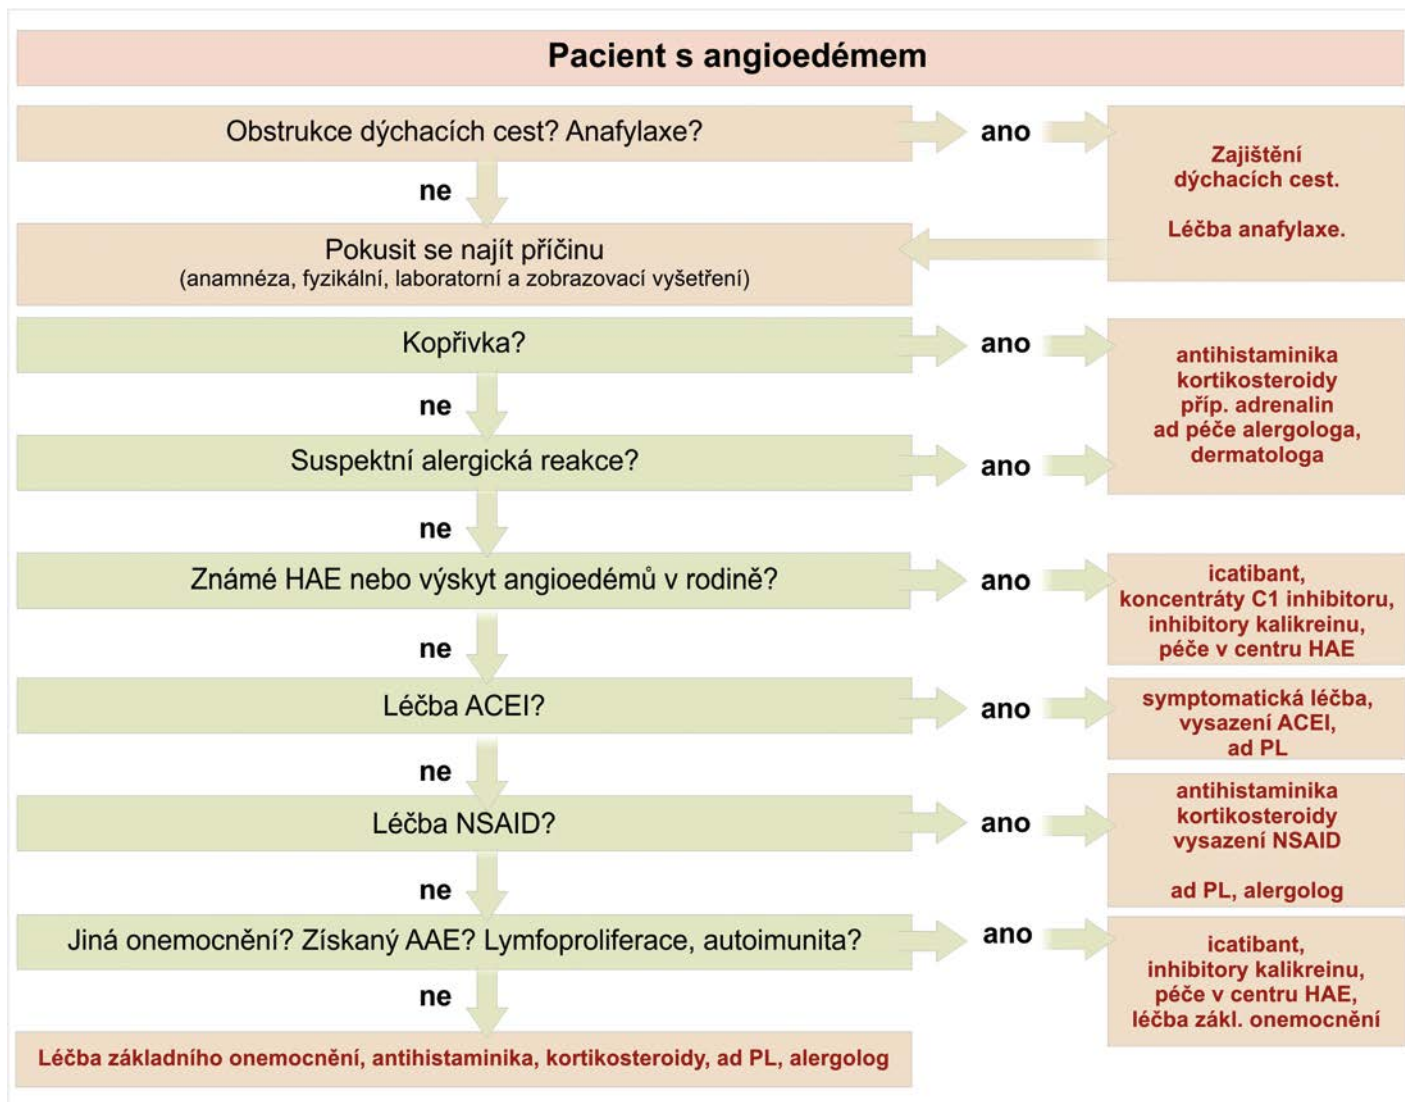 Pacient s angioedémem
Obstrukce dýchacích cest? Anafylaxe?
ano
Zajištění
dýchacích cest.
Léčba anafylaxe.
ne
Pokusit se najít příčinu
(anamnéza, fyzikální, laboratorní a zobrazovací vyšetření)
Kopřivka?
ano
antihistaminika
kortikosteroidy
příp. adrenalin
ad péče alergologa,
dermatologa
ne
Suspektní alergická reakce?
ano
ne
Známé HAE nebo výskyt angioedémů v rodině?
ano
icatibant,
koncentráty C1 inhibitoru,
inhibitory kalikreinu,
péče v centru HAE
ne
Léčba ACEI?
ano
symptomatická léčba,
vysazení ACEI,
ad PL
ne
Léčba NSAID?
ano
antihistaminika
kortikosteroidy
vysazení NSAID
ad PL, alergolog
ne
Jiná onemocnění? Získaný AAE? Lymfoproliferace, autoimunita?
ano
icatibant,
inhibitory kalikreinu,
péče v centru HAE,
léčba zákl. onemocnění
ne
Léčba základního onemocnění, antihistaminika, kortikosteroidy, ad PL, alergolog